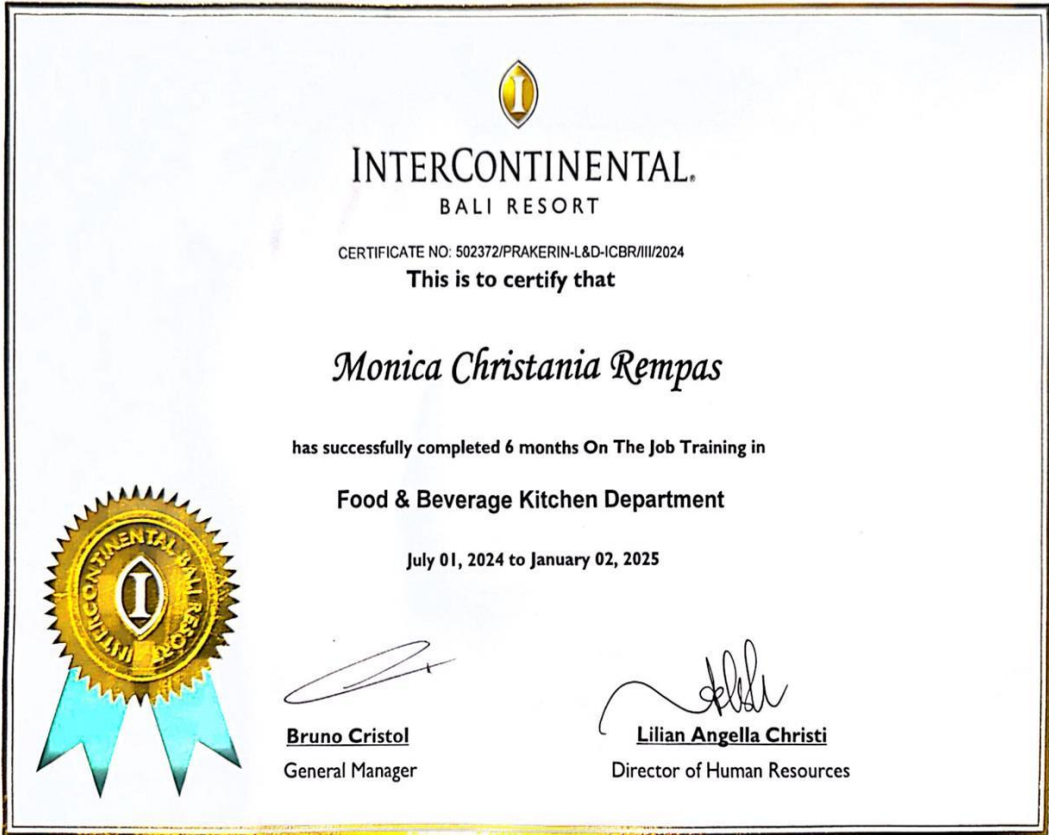 I
INTERCONTINENTAL®
BALI RESORT
CERTIFICATE NO: 502372/PRAKERIN-L&D-ICBR/III/2024
This is to certify that
Monica Christania Rempas
has successfully completed 6 months On The Job Training in
Food & Beverage Kitchen Department
July 01, 2024 to January 02, 2025
INTERCONTINENTAL BALI RESORT
I
Bruno Cristol
General Manager
Lilian Angella Christi
Director of Human Resources